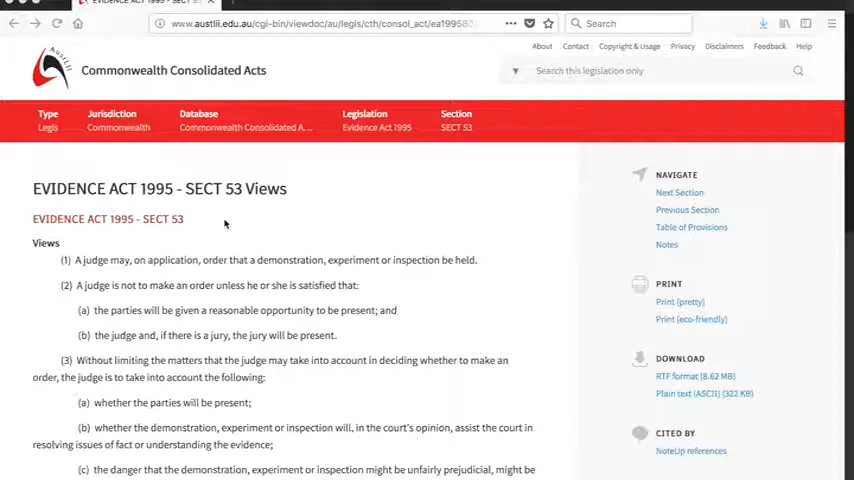 EVIDENCE ACT 1995 - SECT 53
www.austlii.edu.au/cgi-bin/viewdoc/au/legis/cth/consol_act/ea199580
Search
About Contact Copyright & Usage Privacy Disclaimers Feedback Help
AustLII
Commonwealth Consolidated Acts
Search this legislation only
Type Jurisdiction Database Legislation Section
Legis Commonwealth Commonwealth Consolidated A... Evidence Act 1995 SECT 53
EVIDENCE ACT 1995 - SECT 53 Views
EVIDENCE ACT 1995 - SECT 53
Views
(1) A judge may, on application, order that a demonstration, experiment or inspection be held.
(2) A judge is not to make an order unless he or she is satisfied that:
(a) the parties will be given a reasonable opportunity to be present; and
(b) the judge and, if there is a jury, the jury will be present.
(3) Without limiting the matters that the judge may take into account in deciding whether to make an
order, the judge is to take into account the following:
(a) whether the parties will be present;
(b) whether the demonstration, experiment or inspection will, in the court's opinion, assist the court in
resolving issues of fact or understanding the evidence;
(c) the danger that the demonstration, experiment or inspection might be unfairly prejudicial, might be
NAVIGATE
Next Section
Previous Section
Table of Provisions
Notes
PRINT
Print (pretty)
Print (eco-friendly)
DOWNLOAD
RTF format (8.62 MB)
Plain text (ASCII) (322 KB)
CITED BY
NoteUp references